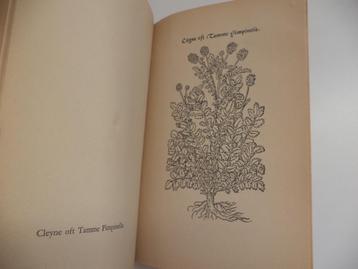 Cleyne oft Tamme Pimpinella.
Cleyne oft Tamme Pimpinella